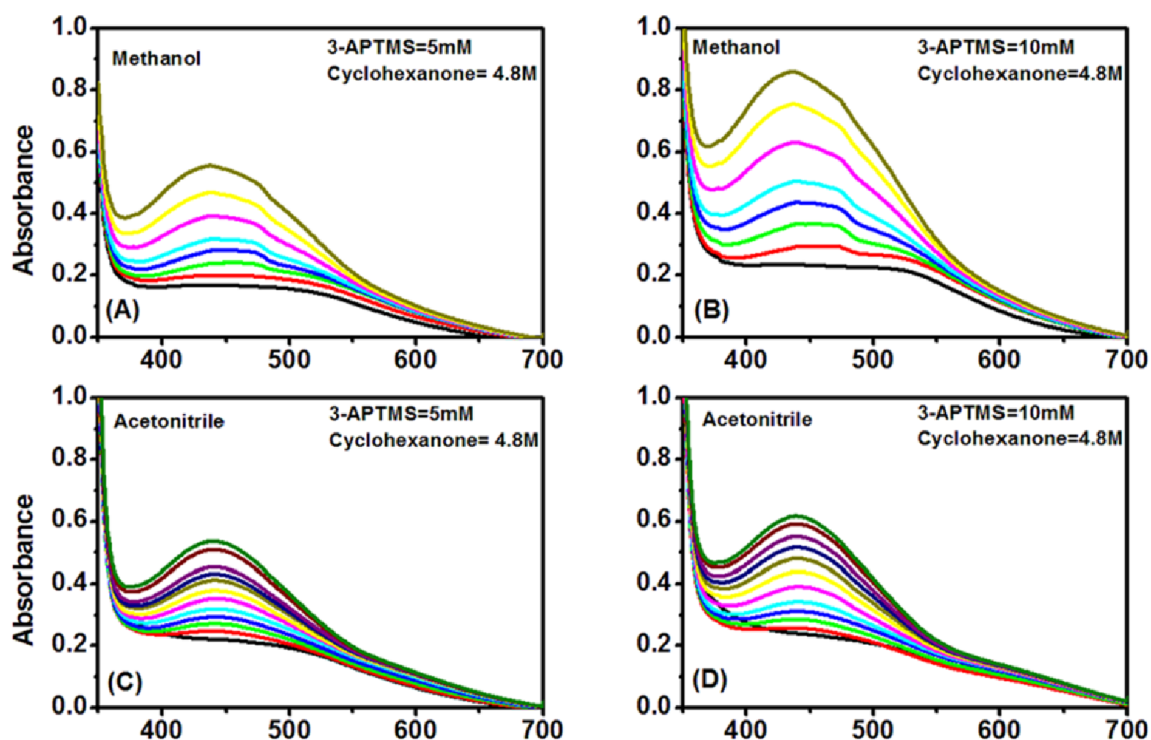 1.0
0.8
0.6
0.4
0.2
0.0
Absorbance
Methanol
3-APTMS=5mM
Cyclohexanone= 4.8M
(A)
400 500 600 700
1.0
0.8
0.6
0.4
0.2
0.0
Methanol
3-APTMS=10mM
Cyclohexanone=4.8M
(B)
400 500 600 700
1.0
0.8
0.6
0.4
0.2
0.0
Absorbance
Acetonitrile
3-APTMS=5mM
Cyclohexanone= 4.8M
(C)
400 500 600 700
1.0
0.8
0.6
0.4
0.2
0.0
Acetonitrile
3-APTMS=10mM
Cyclohexanone=4.8M
(D)
400 500 600 700